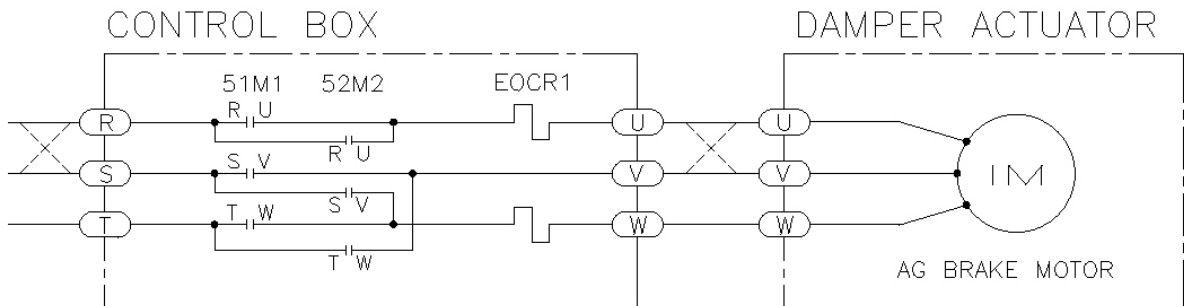 CONTROL BOX
DAMPER ACTUATOR
51M1 52M2 EOCR1
R U
R U U
R U
S V
S V V IM
S V
T W
T W W
T W
AG BRAKE MOTOR